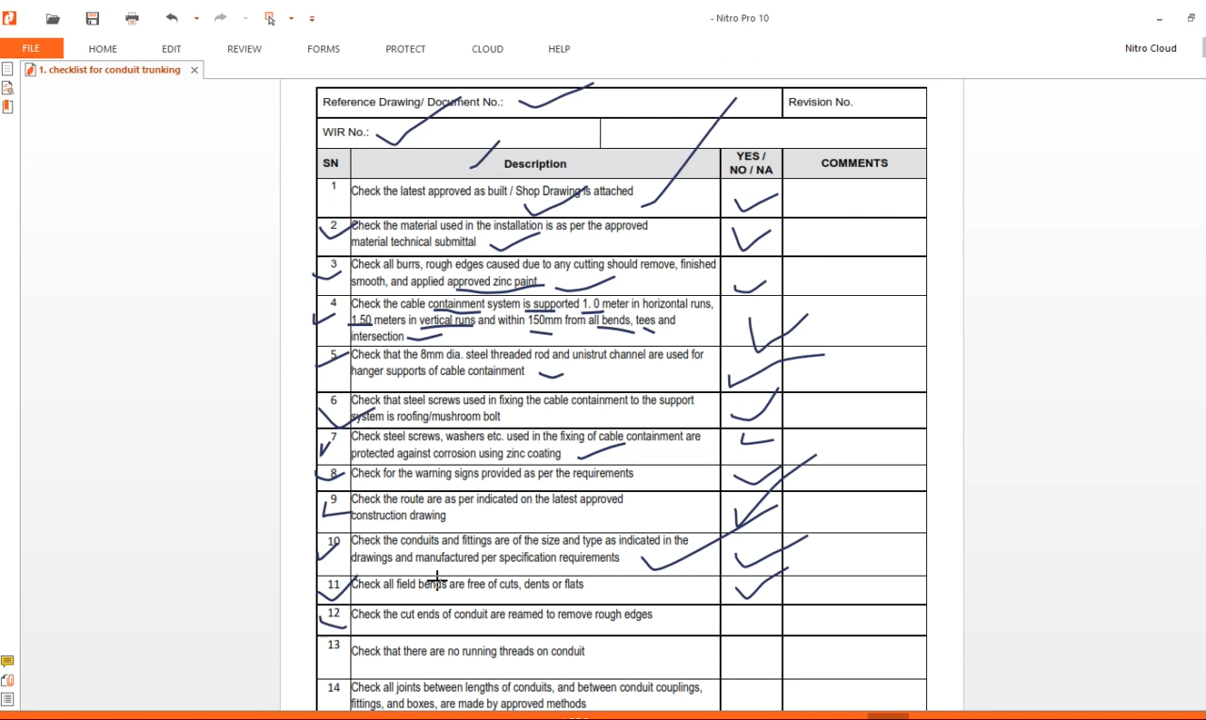 - Nitro Pro 10
FILE HOME EDIT REVIEW FORMS PROTECT CLOUD HELP Nitro Cloud
1. checklist for conduit trunking
Reference Drawing/ Document No.: Revision No.
WIR No.:
SN Description YES / NO / NA COMMENTS
1 Check the latest approved as built / Shop Drawing is attached
2 Check the material used in the installation is as per the approved
material technical submittal
3 Check all burrs, rough edges caused due to any cutting should remove, finished
smooth, and applied approved zinc paint
4 Check the cable containment system is supported 1. 0 meter in horizontal runs,
1.50 meters in vertical runs and within 150mm from all bends, tees and
intersection
5 Check that the 8mm dia. steel threaded rod and unistrut channel are used for
hanger supports of cable containment
6 Check that steel screws used in fixing the cable containment to the support
system is roofing/mushroom bolt
7 Check steel screws, washers etc. used in the fixing of cable containment are
protected against corrosion using zinc coating
8 Check for the warning signs provided as per the requirements
9 Check the route are as per indicated on the latest approved
construction drawing
10 Check the conduits and fittings are of the size and type as indicated in the
drawings and manufactured per specification requirements
11 Check all field bends are free of cuts, dents or flats
12 Check the cut ends of conduit are reamed to remove rough edges
13 Check that there are no running threads on conduit
14 Check all joints between lengths of conduits, and between conduit couplings,
fittings, and boxes, are made by approved methods